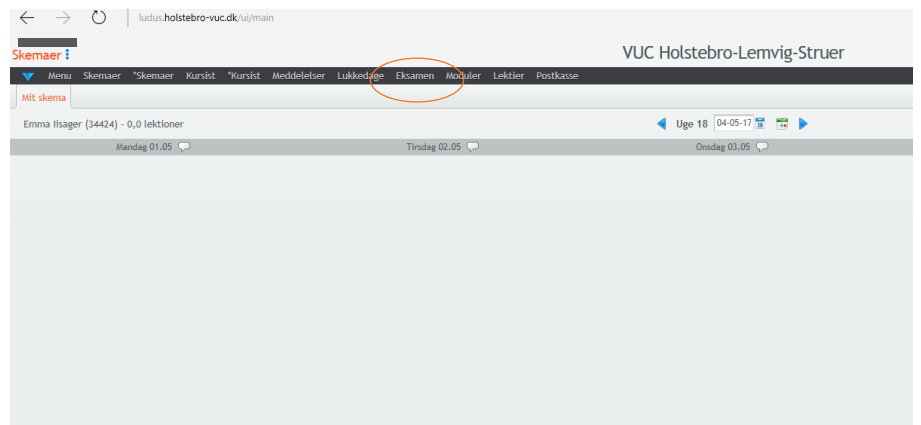 ludus.holstebro-vuc.dk/ui/main
Skemaer
VUC Holstebro-Lemvig-Struer
Menu Skemaer *Skemaer Kursist *Kursist Meddelelser Lukkedage Eksamen Moduler Lektier Postkasse
Mit skema
Emma Iisager (34424) - 0,0 lektioner Uge 18 04-05-17
Mandag 01.05 Tirsdag 02.05 Onsdag 03.05